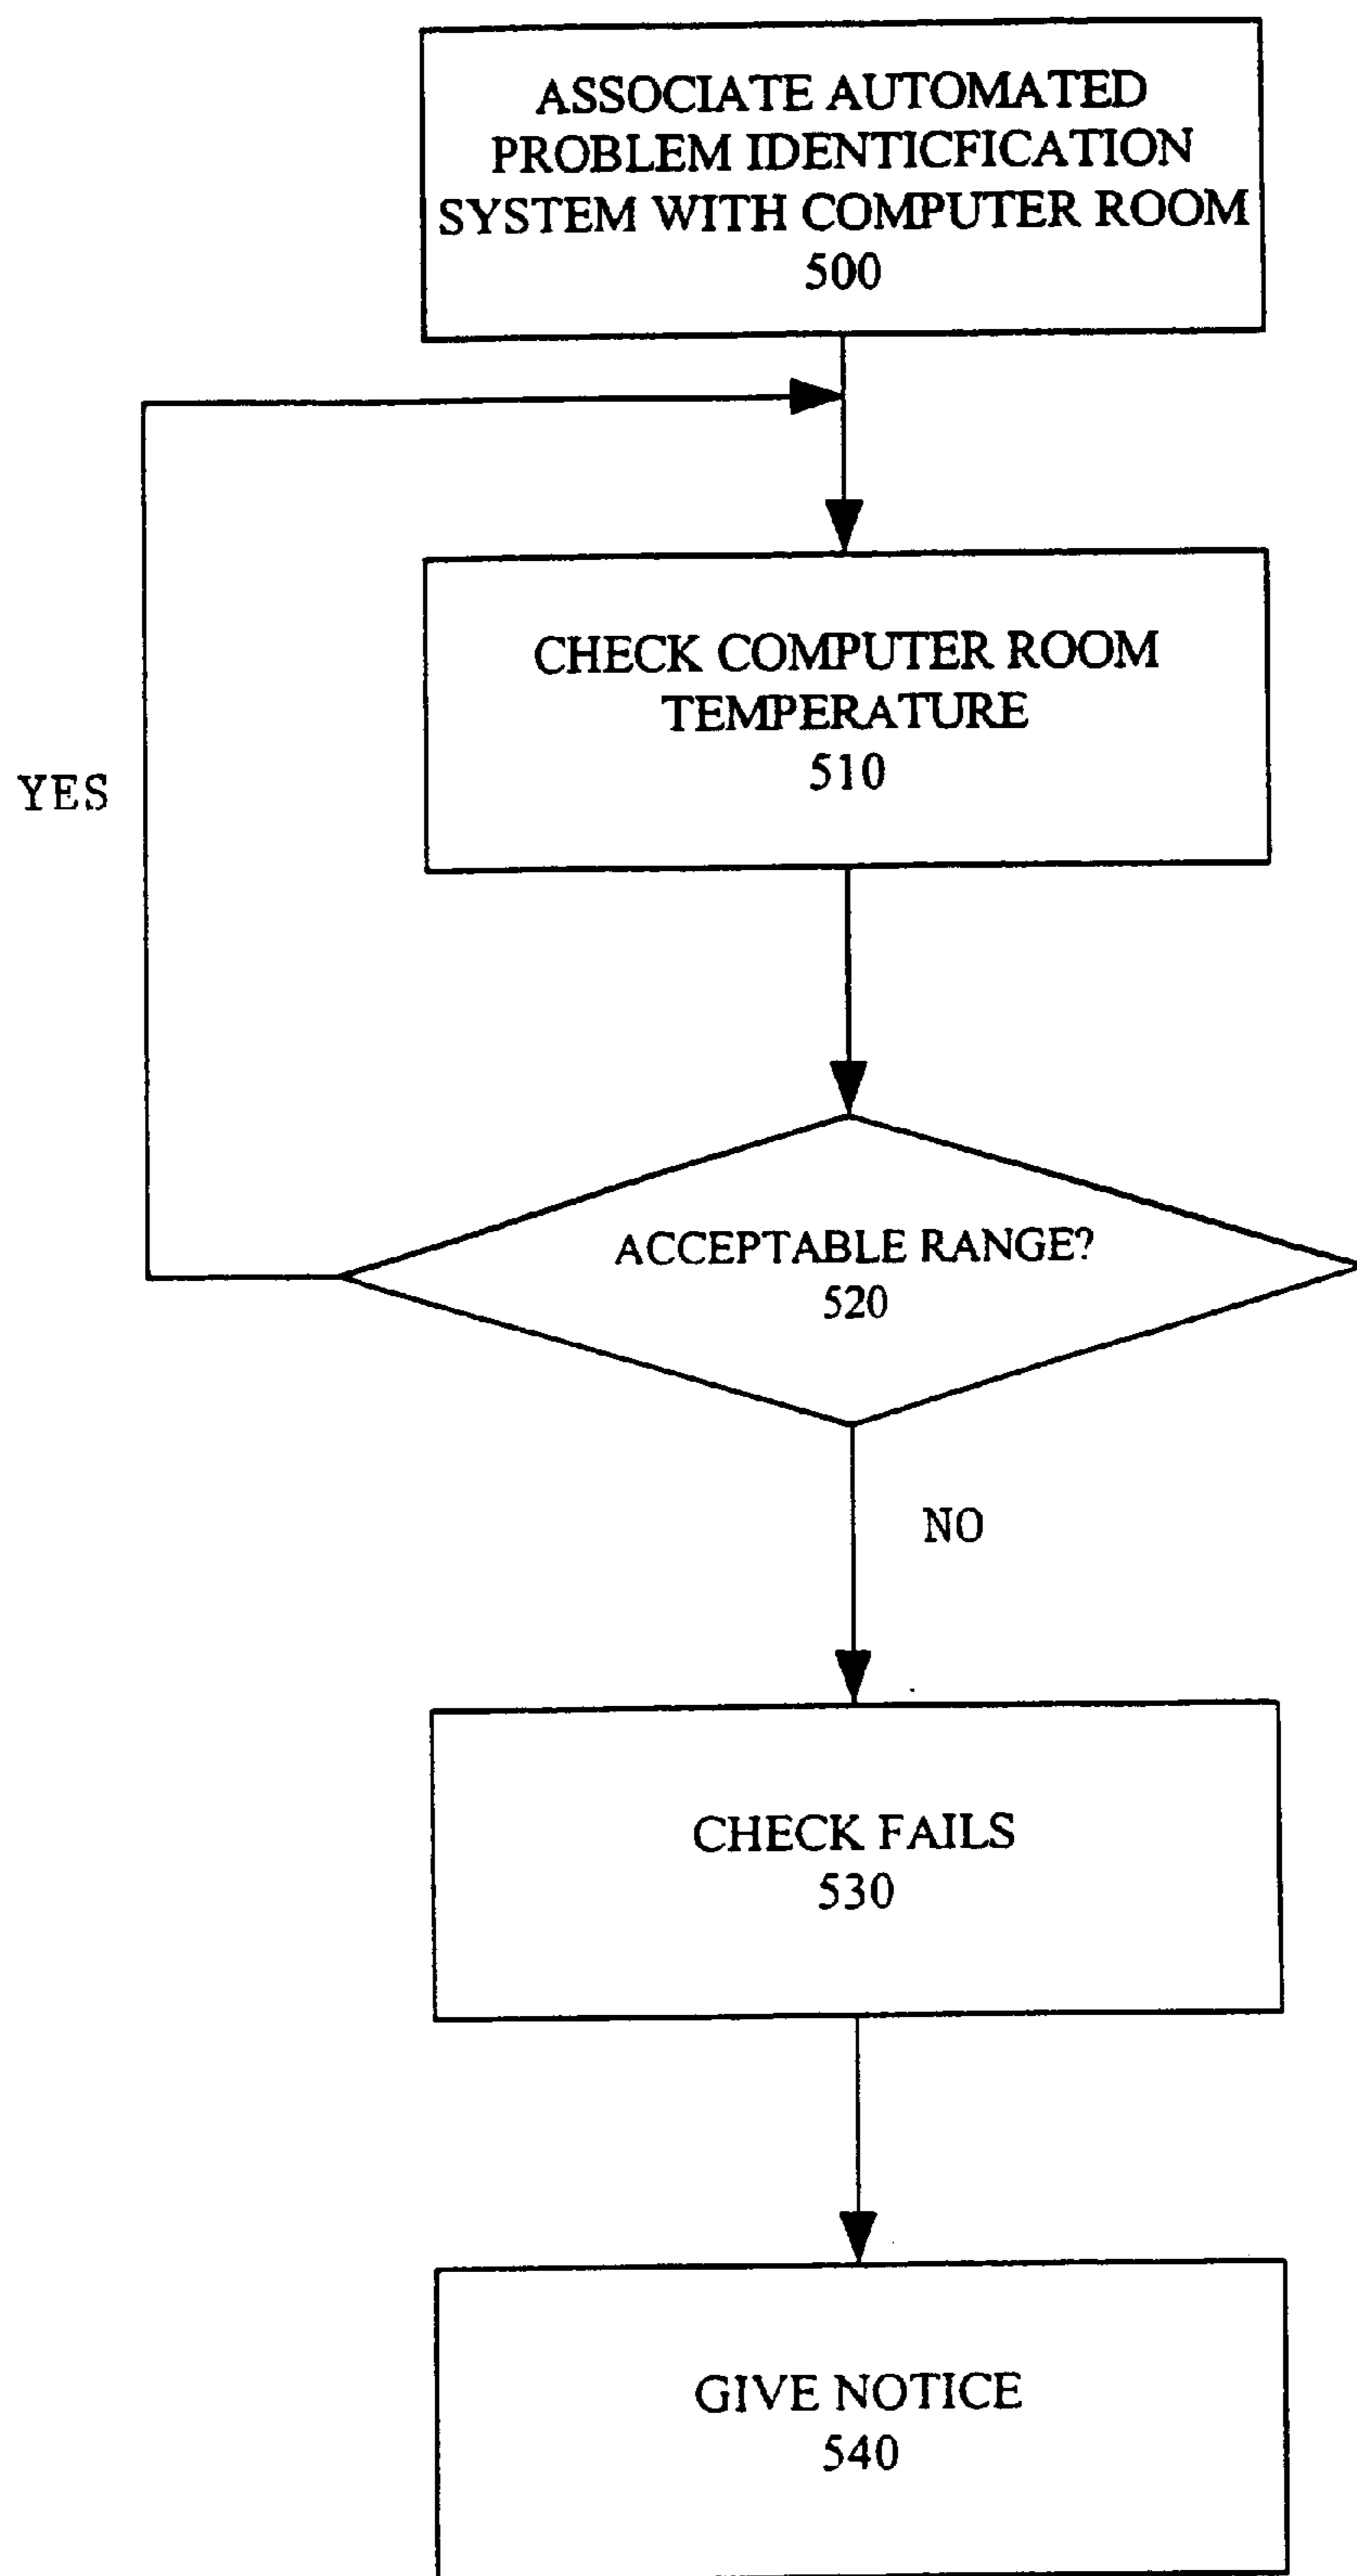 ASSOCIATE AUTOMATED
PROBLEM IDENTICFICATION
SYSTEM WITH COMPUTER ROOM
500
CHECK COMPUTER ROOM
TEMPERATURE
510
YES
ACCEPTABLE RANGE?
520
NO
CHECK FAILS
530
GIVE NOTICE
540